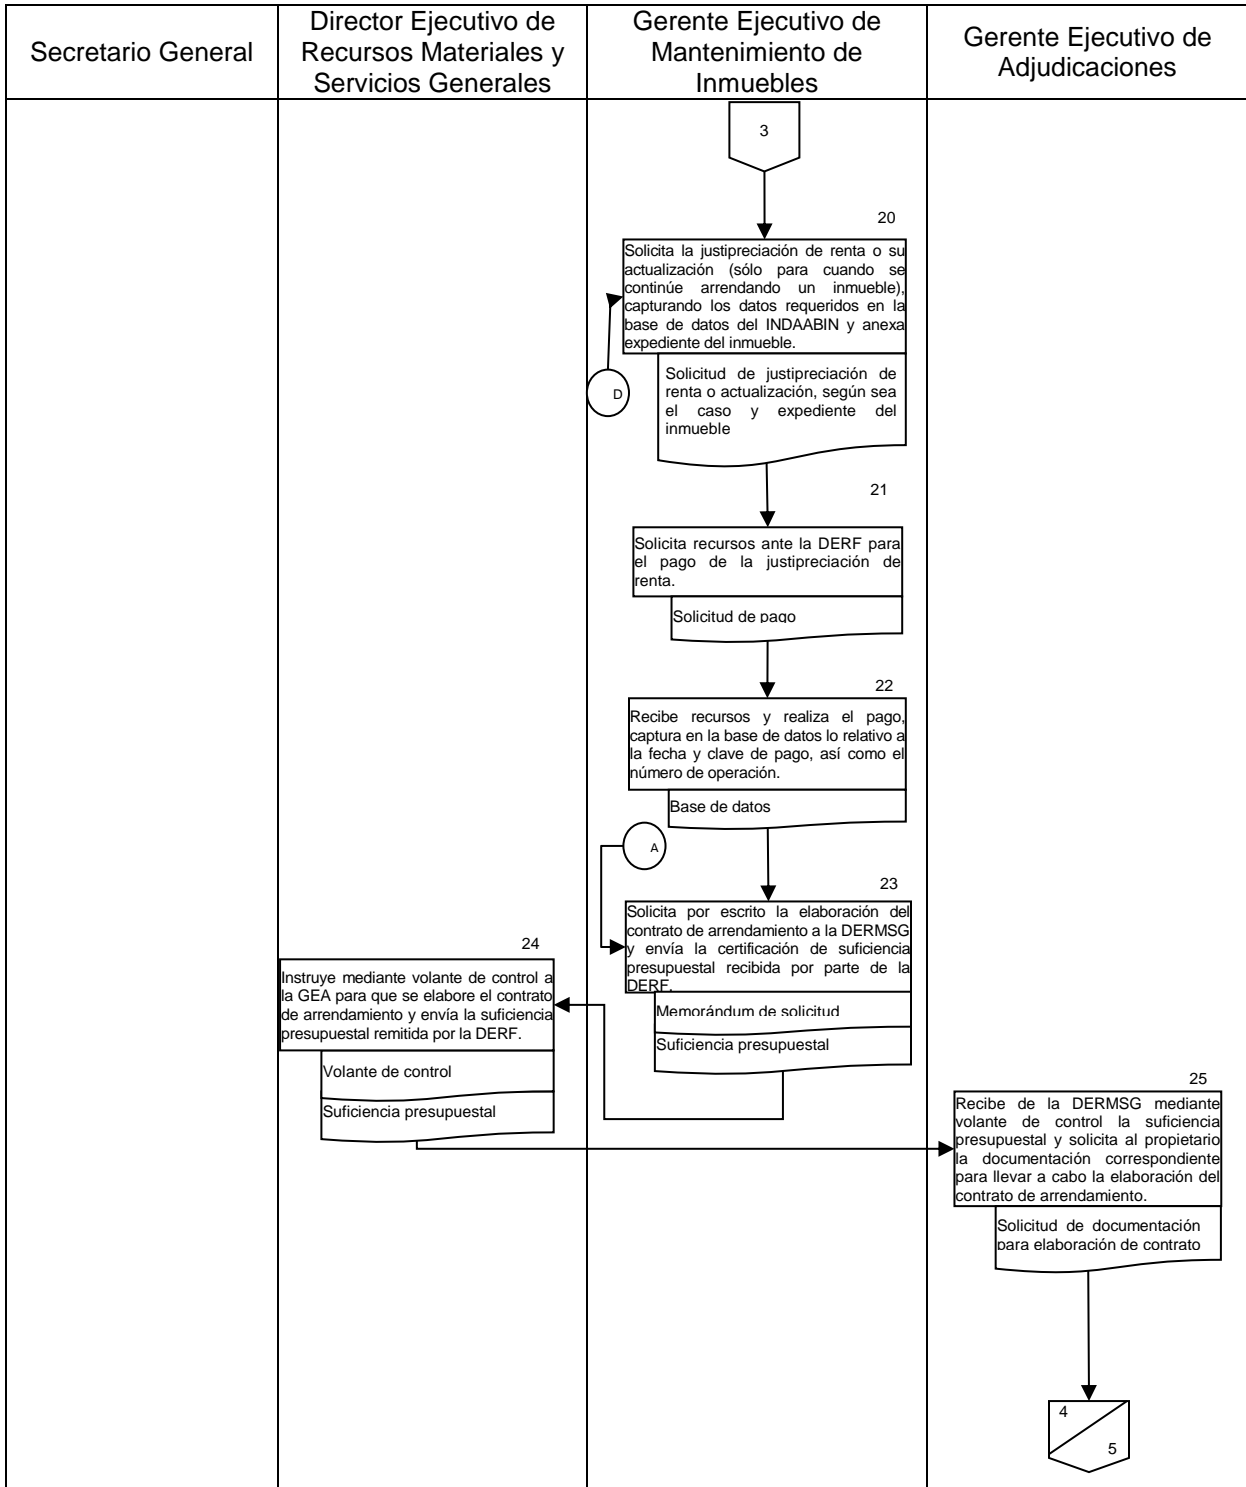 Secretario General
Director Ejecutivo de
Recursos Materiales y
Servicios Generales
Gerente Ejecutivo de
Mantenimiento de
Inmuebles
Gerente Ejecutivo de
Adjudicaciones
3
20
Solicita la justipreciación de renta o su
actualización (sólo para cuando se
continúe arrendando un inmueble),
capturando los datos requeridos en la
base de datos del INDAABIN y anexa
expediente del inmueble.
D
Solicitud de justipreciación de
renta o actualización, según sea
el caso y expediente del
inmueble
21
Solicita recursos ante la DERF para
el pago de la justipreciación de
renta.
Solicitud de pago
22
Recibe recursos y realiza el pago,
captura en la base de datos lo relativo a
la fecha y clave de pago, así como el
número de operación.
Base de datos
A
23
Solicita por escrito la elaboración del
contrato de arrendamiento a la DERMSG
y envía la certificación de suficiencia
presupuestal recibida por parte de la
DERF.
Memorándum de solicitud
Suficiencia presupuestal
24
Instruye mediante volante de control a
la GEA para que se elabore el contrato
de arrendamiento y envía la suficiencia
presupuestal remitida por la DERF.
Volante de control
Suficiencia presupuestal
25
Recibe de la DERMSG mediante
volante de control la suficiencia
presupuestal y solicita al propietario
la documentación correspondiente
para llevar a cabo la elaboración del
contrato de arrendamiento.
Solicitud de documentación
para elaboración de contrato
4
5